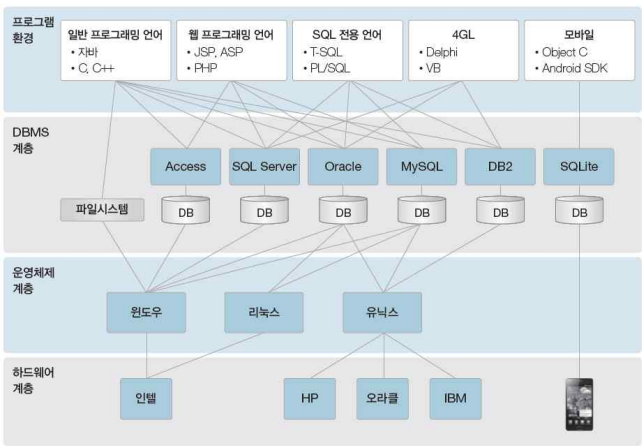 프로그램
환경
일반 프로그래밍 언어
• 자바
• C, C++
웹 프로그래밍 언어
• JSP, ASP
• PHP
SQL 전용 언어
• T-SQL
• PL/SQL
4GL
• Delphi
• VB
모바일
• Object C
• Android SDK
DBMS
계층
Access
SQL Server
Oracle
MySQL
DB2
SQLite
파일시스템
DB
DB
DB
DB
DB
DB
운영체제
계층
윈도우
리눅스
유닉스
하드웨어
계층
인텔
HP
오라클
IBM